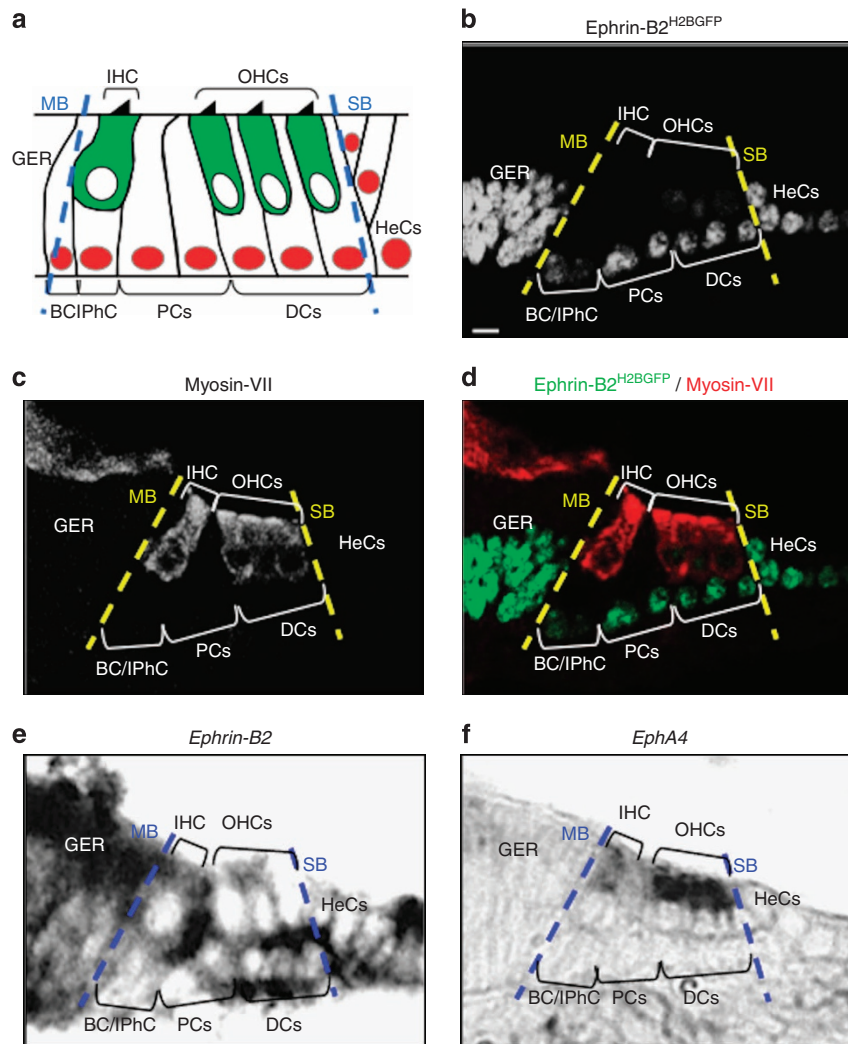 a
IHC
OHCs
MB
SB
GER
HeCs
BC
IPhC
PCs
DCs
b
Ephrin-B2H2BGFP
IHC
OHCs
MB
SB
GER
HeCs
BC/IPhC
PCs
DCs
c
Myosin-VII
IHC
OHCs
MB
SB
GER
HeCs
BC/IPhC
PCs
DCs
d
Ephrin-B2H2BGFP / Myosin-VII
IHC
OHCs
MB
SB
GER
HeCs
BC/IPhC
PCs
DCs
e
Ephrin-B2
IHC
OHCs
MB
SB
GER
HeCs
BC/IPhC
PCs
DCs
f
EphA4
IHC
OHCs
MB
SB
GER
HeCs
BC/IPhC
PCs
DCs